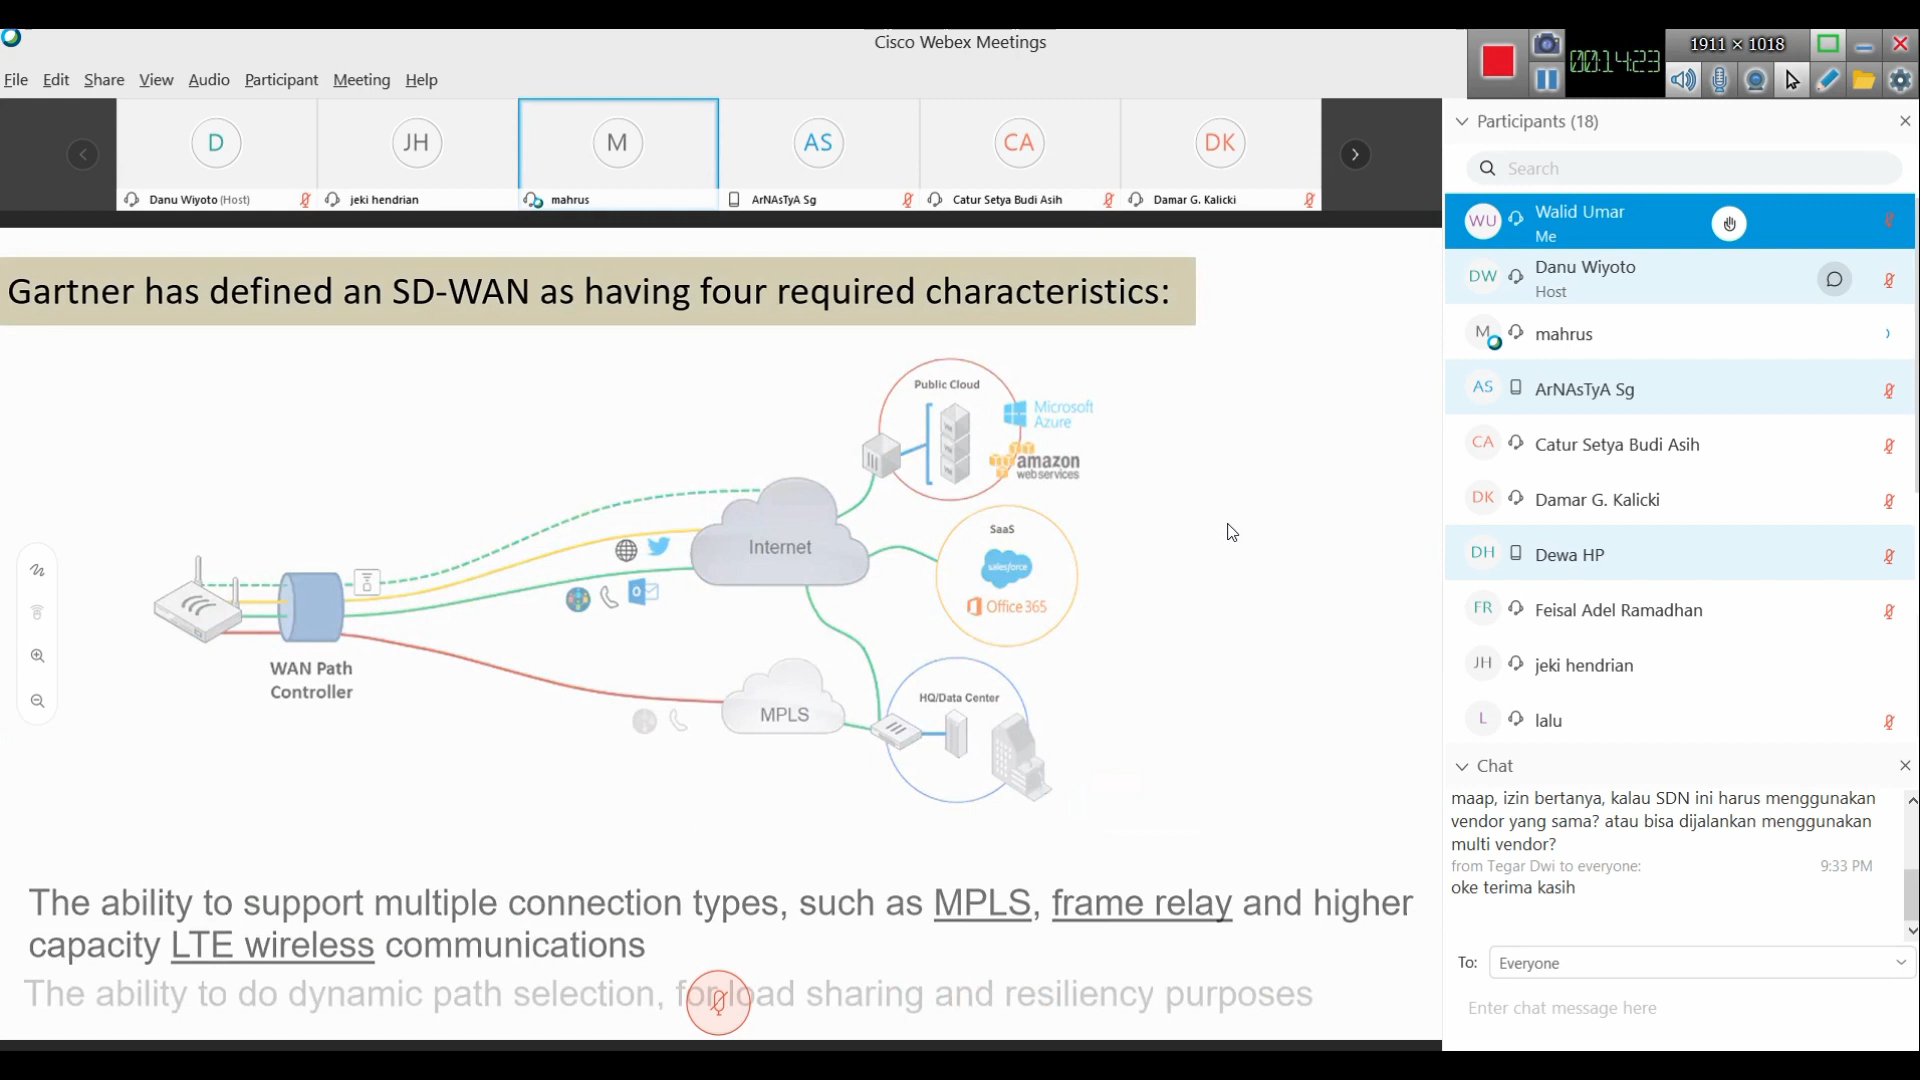 Cisco Webex Meetings
1911 × 1018
00:14:23
File Edit Share View Audio Participant Meeting Help
D
JH
M
AS
CA
DK
Danu Wiyoto (Host)
jeki hendrian
mahrus
ArNAsTyA Sg
Catur Setya Budi Asih
Damar G. Kalicki
Gartner has defined an SD-WAN as having four required characteristics:
Public Cloud
Microsoft
Azure
amazon
webservices
SaaS
salesforce
Office 365
Internet
WAN Path
Controller
MPLS
HQ/Data Center
The ability to support multiple connection types, such as MPLS, frame relay and higher
capacity LTE wireless communications
The ability to do dynamic path selection, for load sharing and resiliency purposes
Participants (18)
Search
WU
Walid Umar
Me
DW
Danu Wiyoto
Host
M
mahrus
AS
ArNAsTyA Sg
CA
Catur Setya Budi Asih
DK
Damar G. Kalicki
DH
Dewa HP
FR
Feisal Adel Ramadhan
JH
jeki hendrian
L
lalu
Chat
maap, izin bertanya, kalau SDN ini harus menggunakan
vendor yang sama? atau bisa dijalankan menggunakan
multi vendor?
from Tegar Dwi to everyone: 9:33 PM
oke terima kasih
To: Everyone
Enter chat message here